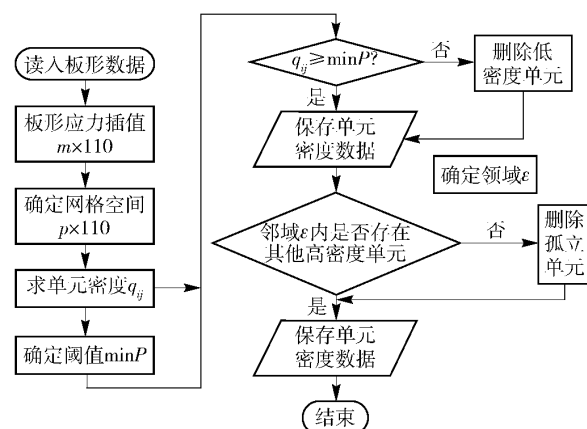 读入板形数据
板形应力插值
m×110
确定网格空间
p×110
求单元密度q_{ij}
确定阈值minP
q_{ij}≥minP?
否
删除低
密度单元
是
保存单元
密度数据
确定领域ε
邻域ε内是否存在
其他高密度单元
否
删除
孤立
单元
是
保存单元
密度数据
结束